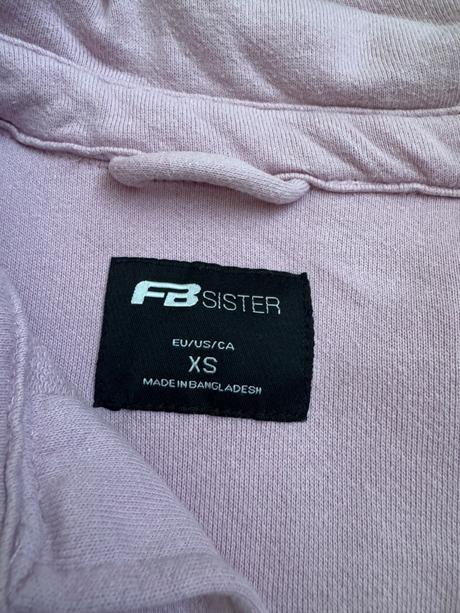 FB SISTER
EU/US/CA
XS
MADE IN BANGLADESH